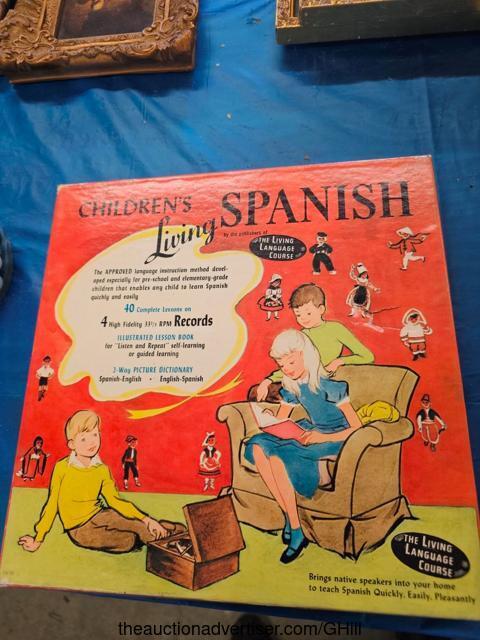 CHILDREN'S
Living SPANISH
by the publishers of
THE LIVING
LANGUAGE
COURSE
The APPROVED language instruction method devel-
oped especially for pre-school and elementary-grade
children that enables any child to learn Spanish
quickly and easily
40 Complete Lessons on
4 High Fidelity 33⅓ RPM Records
ILLUSTRATED LESSON BOOK
for "Listen and Repeat" self-learning
or guided learning
2-Way PICTURE DICTIONARY
Spanish-English • English-Spanish
THE LIVING
LANGUAGE
COURSE
Brings native speakers into your home
to teach Spanish Quickly, Easily, Pleasantly
theauctionadvertiser.com/GHill